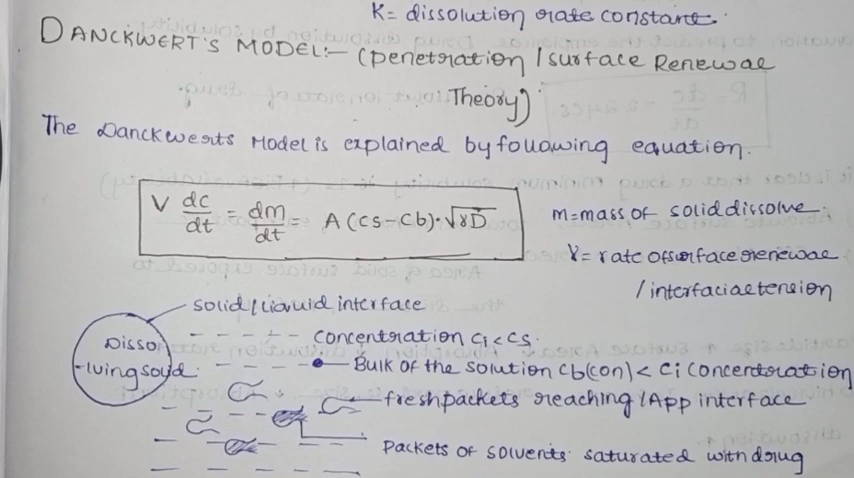 K= dissolution rate constant.
DANCKWERT'S MODEL:- (penetration / surface Renewal
Theory)
The Danckwerts Model is explained by following equation.
V dc/dt = dm/dt = A (Cs-Cb).√γD
m=mass of solid dissolve.
γ= rate of surface renewal
/ interfacial tension
solid/liquid interface
Concentration Ci<Cs.
Dissol
-lving solid.
Bulk of the solution Cb(con) < Ci Concentration
fresh packets reaching / App interface
Packets of solvents saturated with drug